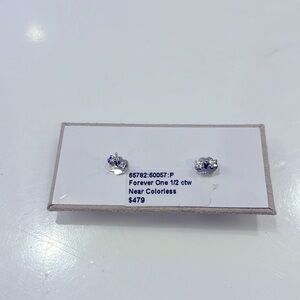 65762:60057:P
Forever One 1/2 ctw
Near Colorless
$479